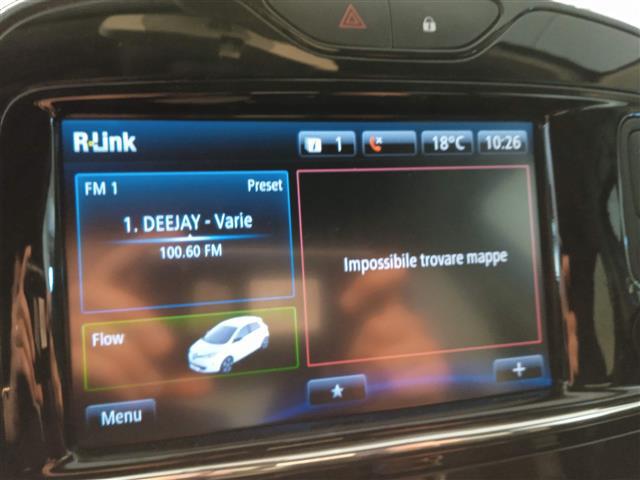 R-Link
1
18°C
10:26
FM 1
Preset
1. DEEJAY - Varie
100.60 FM
Impossibile trovare mappe
Flow
Menu